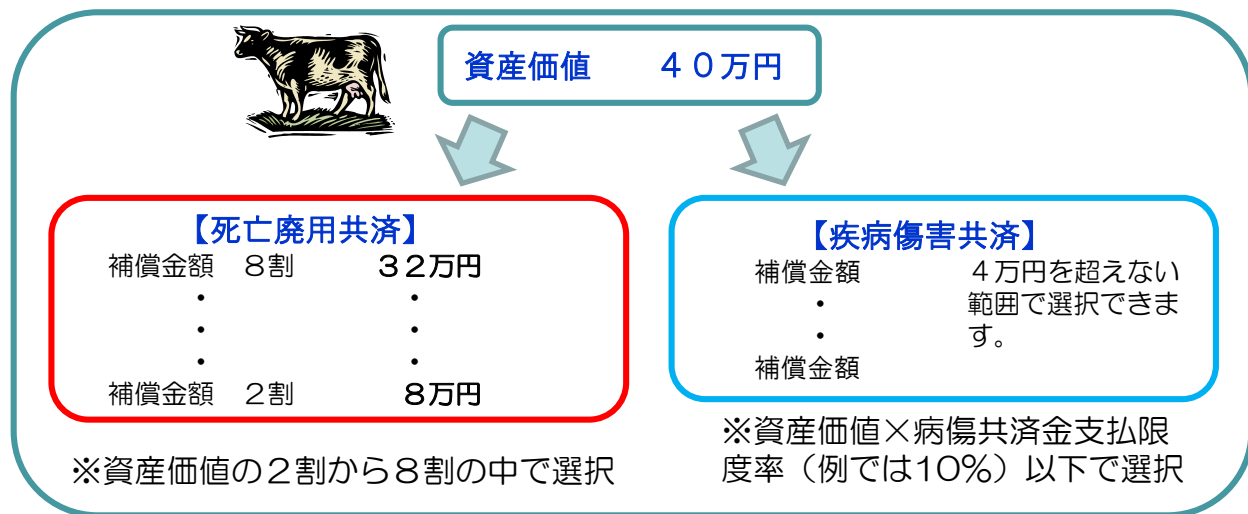 資産価値　　４０万円
【死亡廃用共済】
補償金額　８割　　　３２万円
・　　・
・　　・
・　　・
補償金額　２割　　　８万円
※資産価値の２割から８割の中で選択
【疾病傷害共済】
補償金額　　　４万円を超えない
・　　範囲で選択できま
・　　す。
補償金額
※資産価値×病傷共済金支払限
度率（例では10％）以下で選択